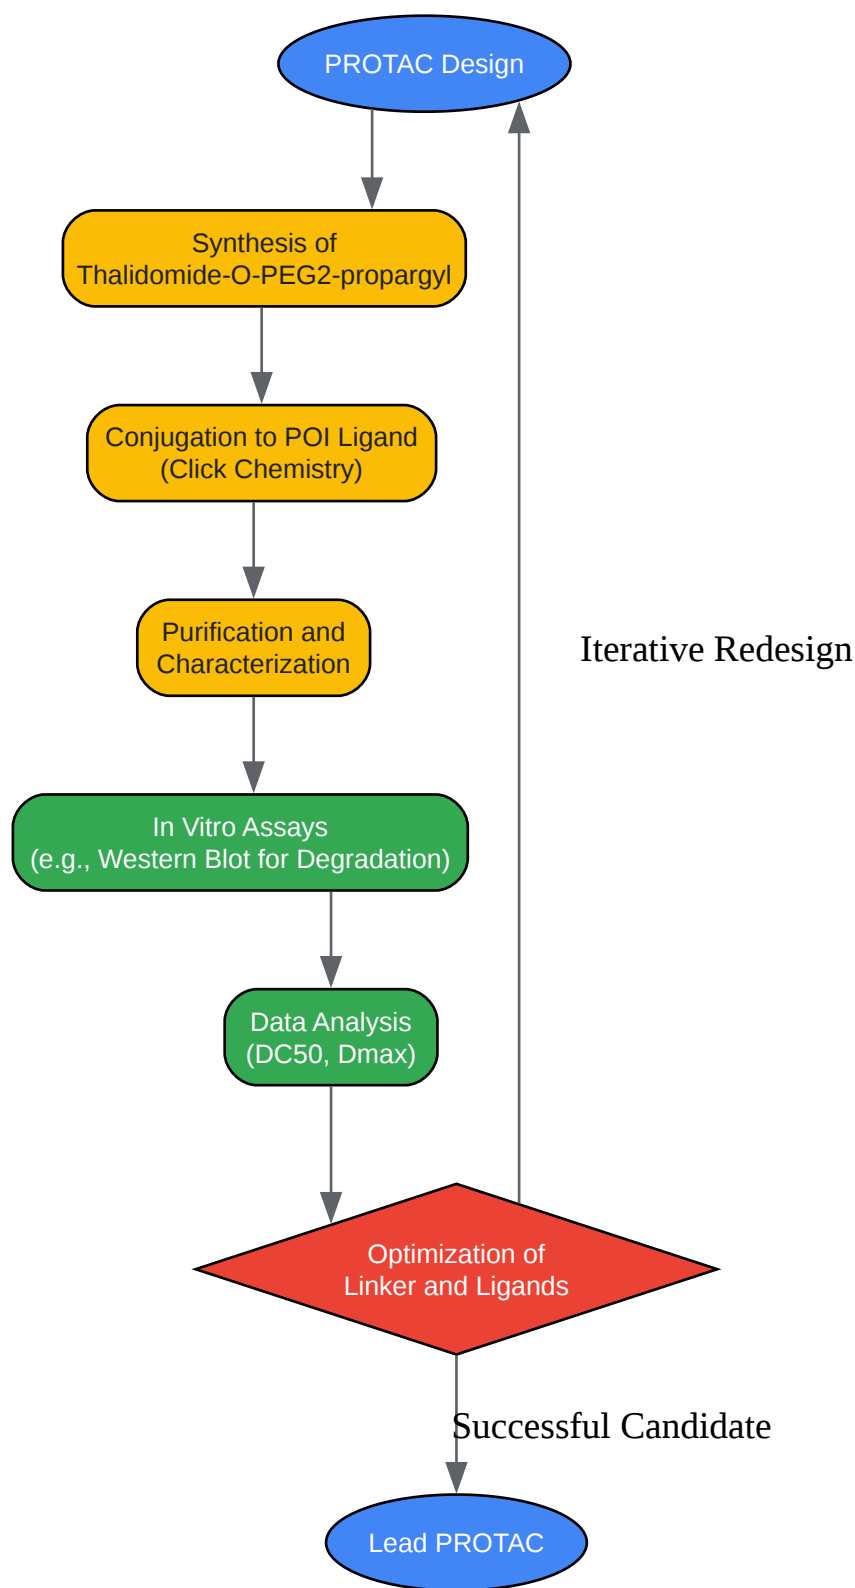 PROTAC Design
Synthesis of
Thalidomide-O-PEG2-propargyl
Conjugation to POI Ligand
(Click Chemistry)
Purification and
Characterization
Iterative Redesign
In Vitro Assays
(e.g., Western Blot for Degradation)
Data Analysis
(DC50, Dmax)
Optimization of
Linker and Ligands
Successful Candidate
Lead PROTAC